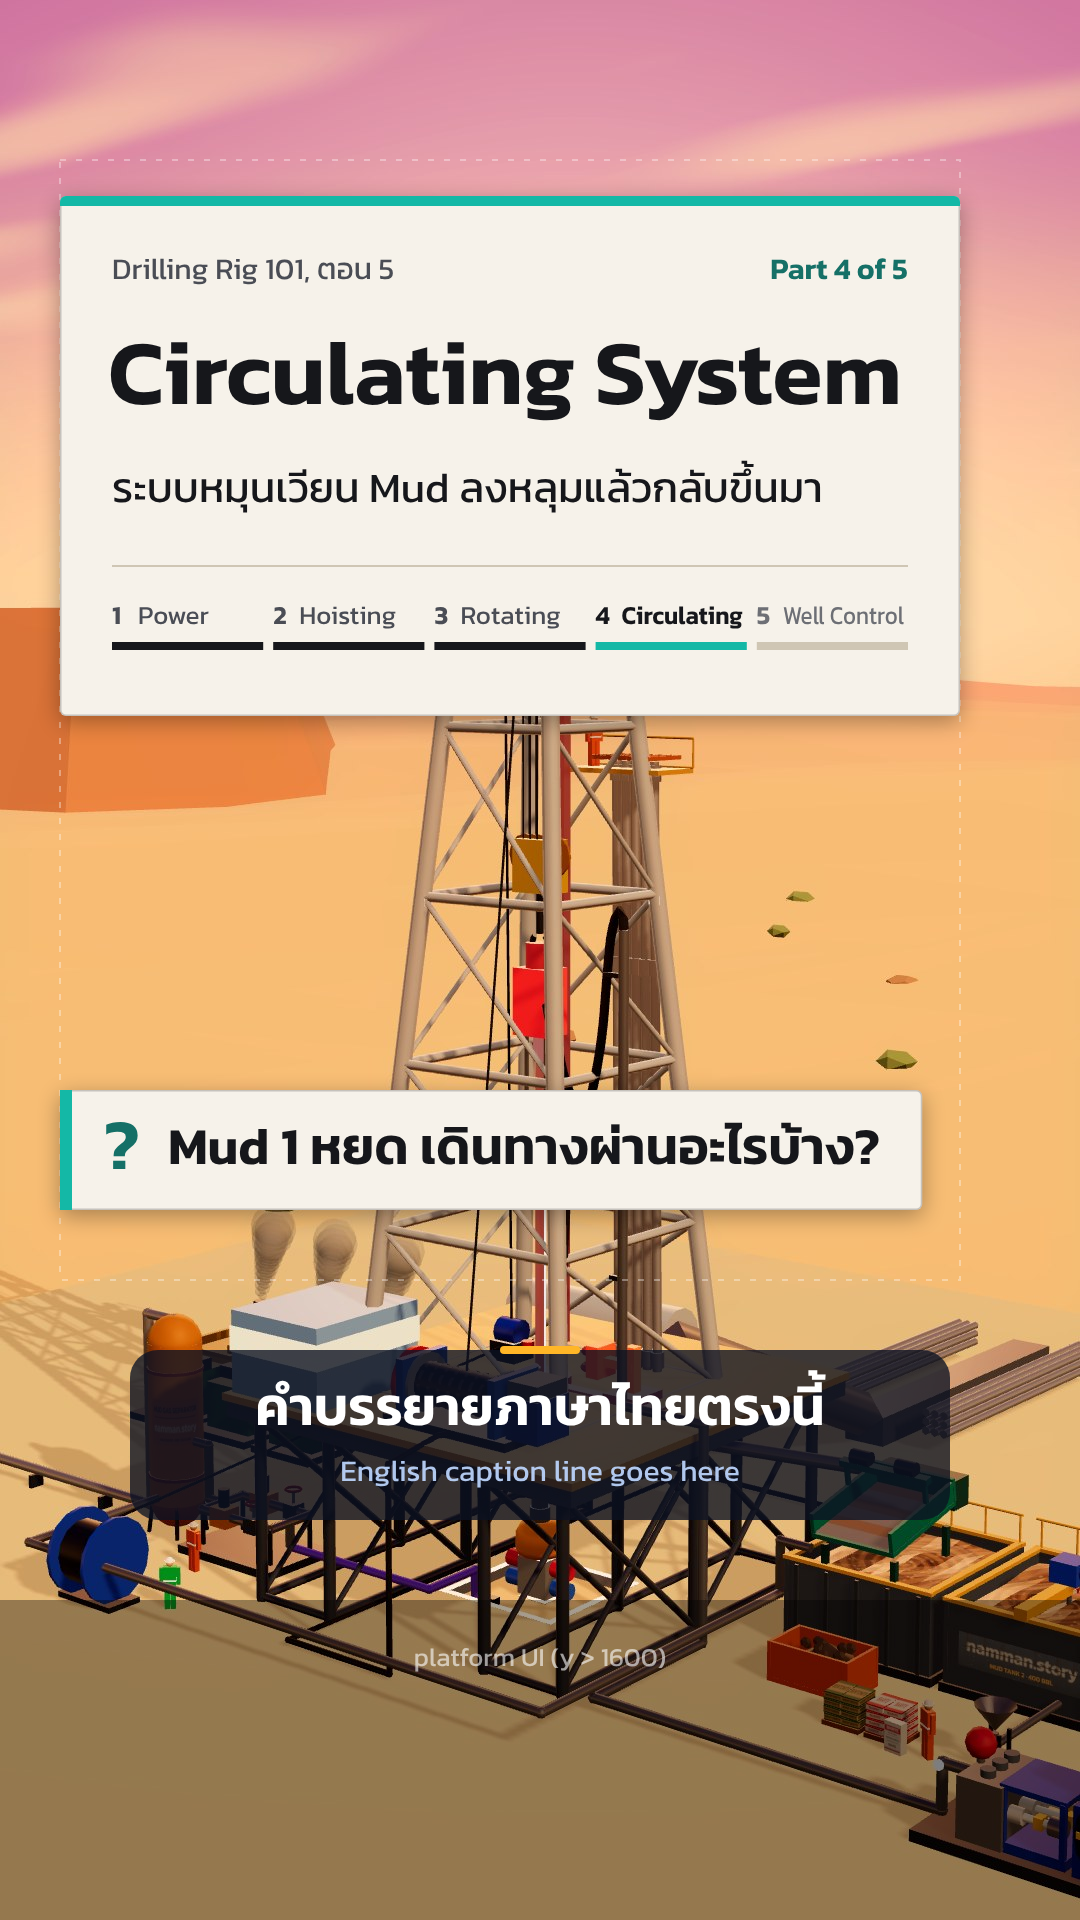 Drilling Rig 101, ตอน 5
Part 4 of 5
Circulating System
ระบบหมุนเวียน Mud ลงหลุมแล้วกลับขึ้นมา
1 Power
2 Hoisting
3 Rotating
4 Circulating
5 Well Control
? Mud 1 หยด เดินทางผ่านอะไรบ้าง?
คำบรรยายภาษาไทยตรงนี้
English caption line goes here
platform UI (y > 1600)
namman.story